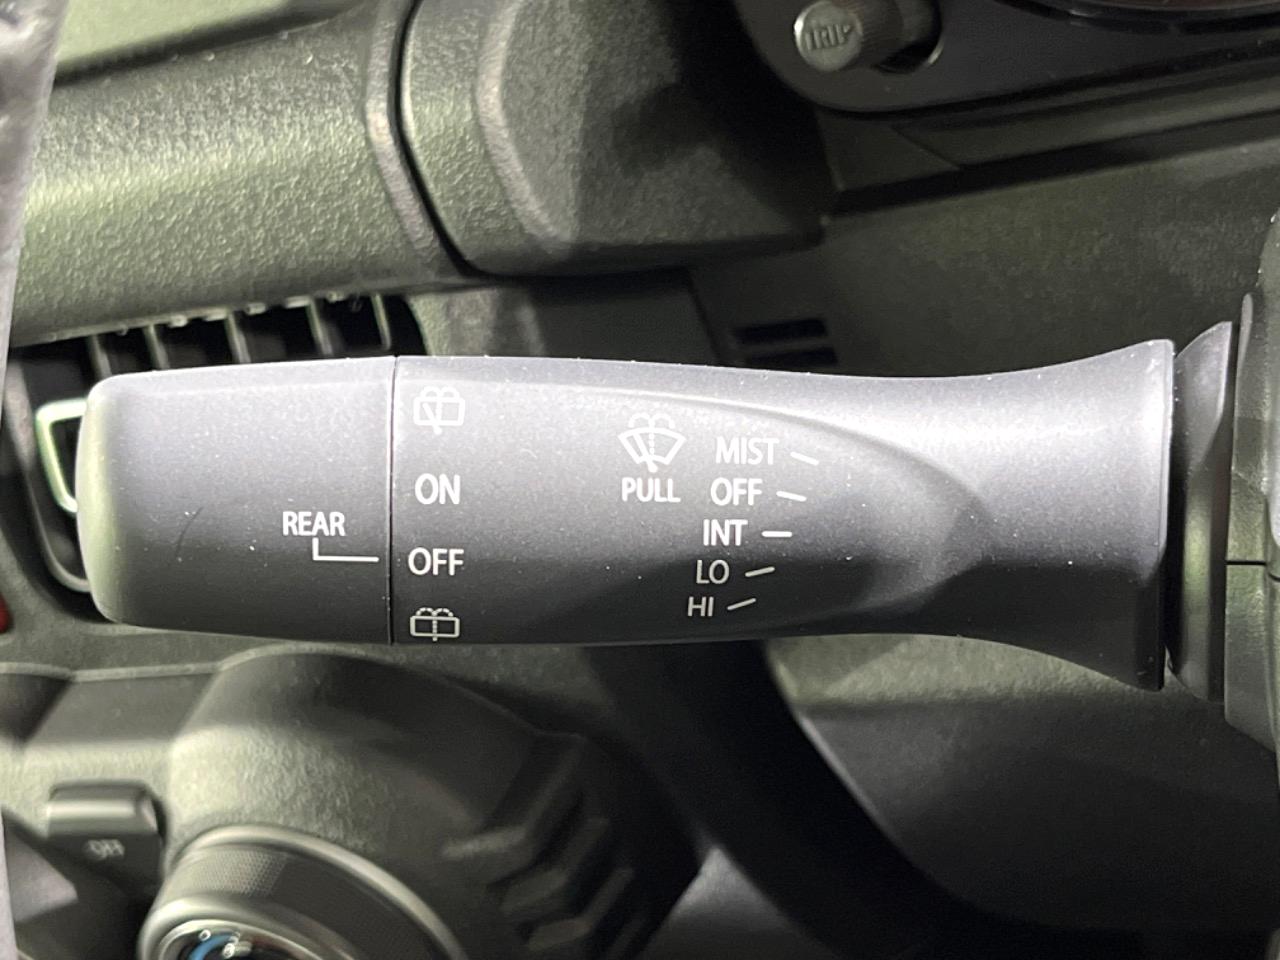 TRIP
ON
REAR
OFF
PULL
MIST
OFF
INT
LO
HI